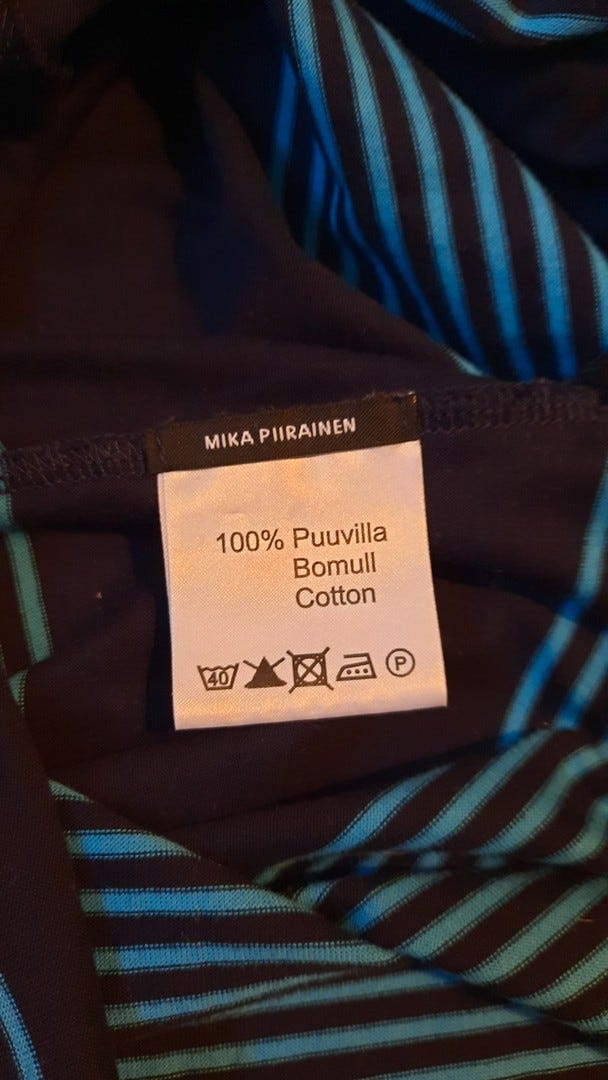 MIKA PIIRAINEN
100% Puuvilla
Bomull
Cotton
40 P